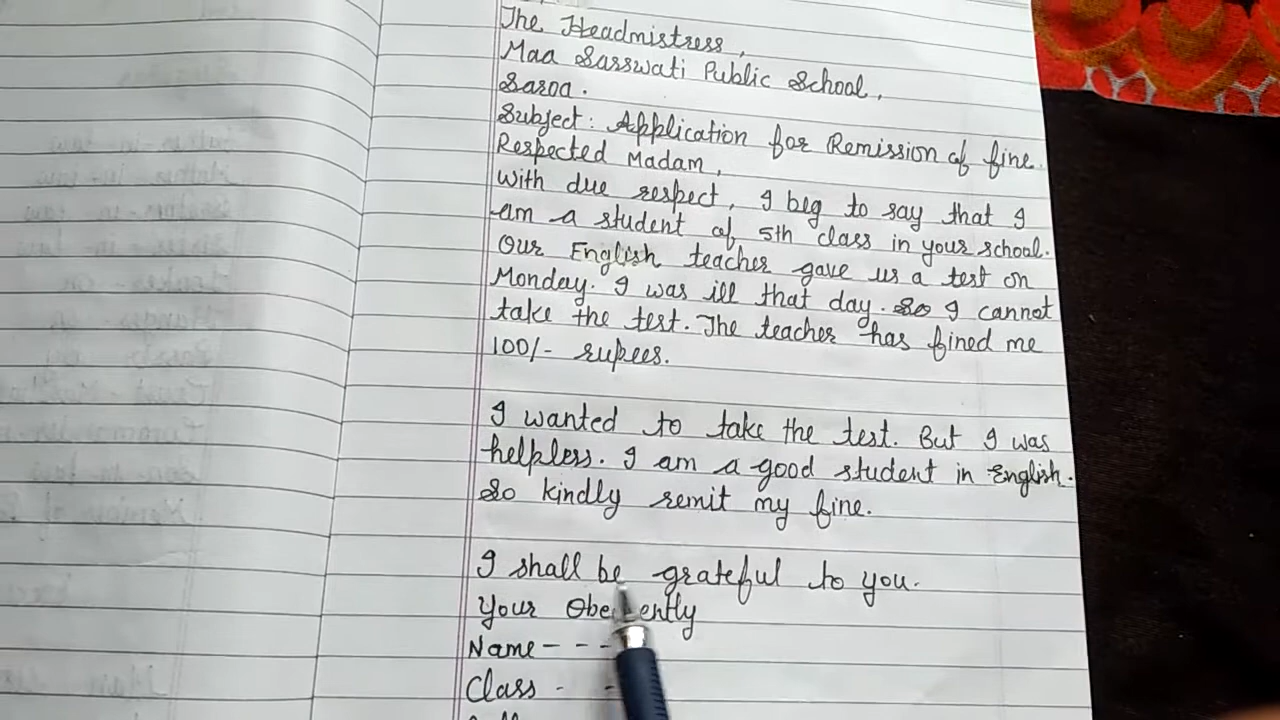 The Headmistress,
Maa Sarswati Public School,
Saroa.
Subject: Application for Remission of fine.
Respected Madam,
With due respect, I beg to say that I
am a student of 5th class in your school.
Our English teacher gave us a test on
Monday. I was ill that day. So I cannot
take the test. The teacher has fined me
100/- rupees.
I wanted to take the test. But I was
helpless. I am a good student in English.
So kindly remit my fine.
I shall be grateful to you.
Your
Name - - -
Class - -